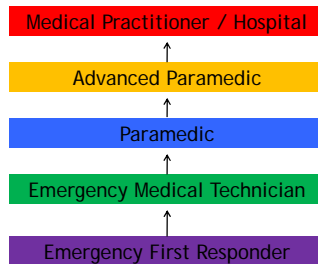 Medical Practitioner / Hospital
Advanced Paramedic
Paramedic
Emergency Medical Technician
Emergency First Responder